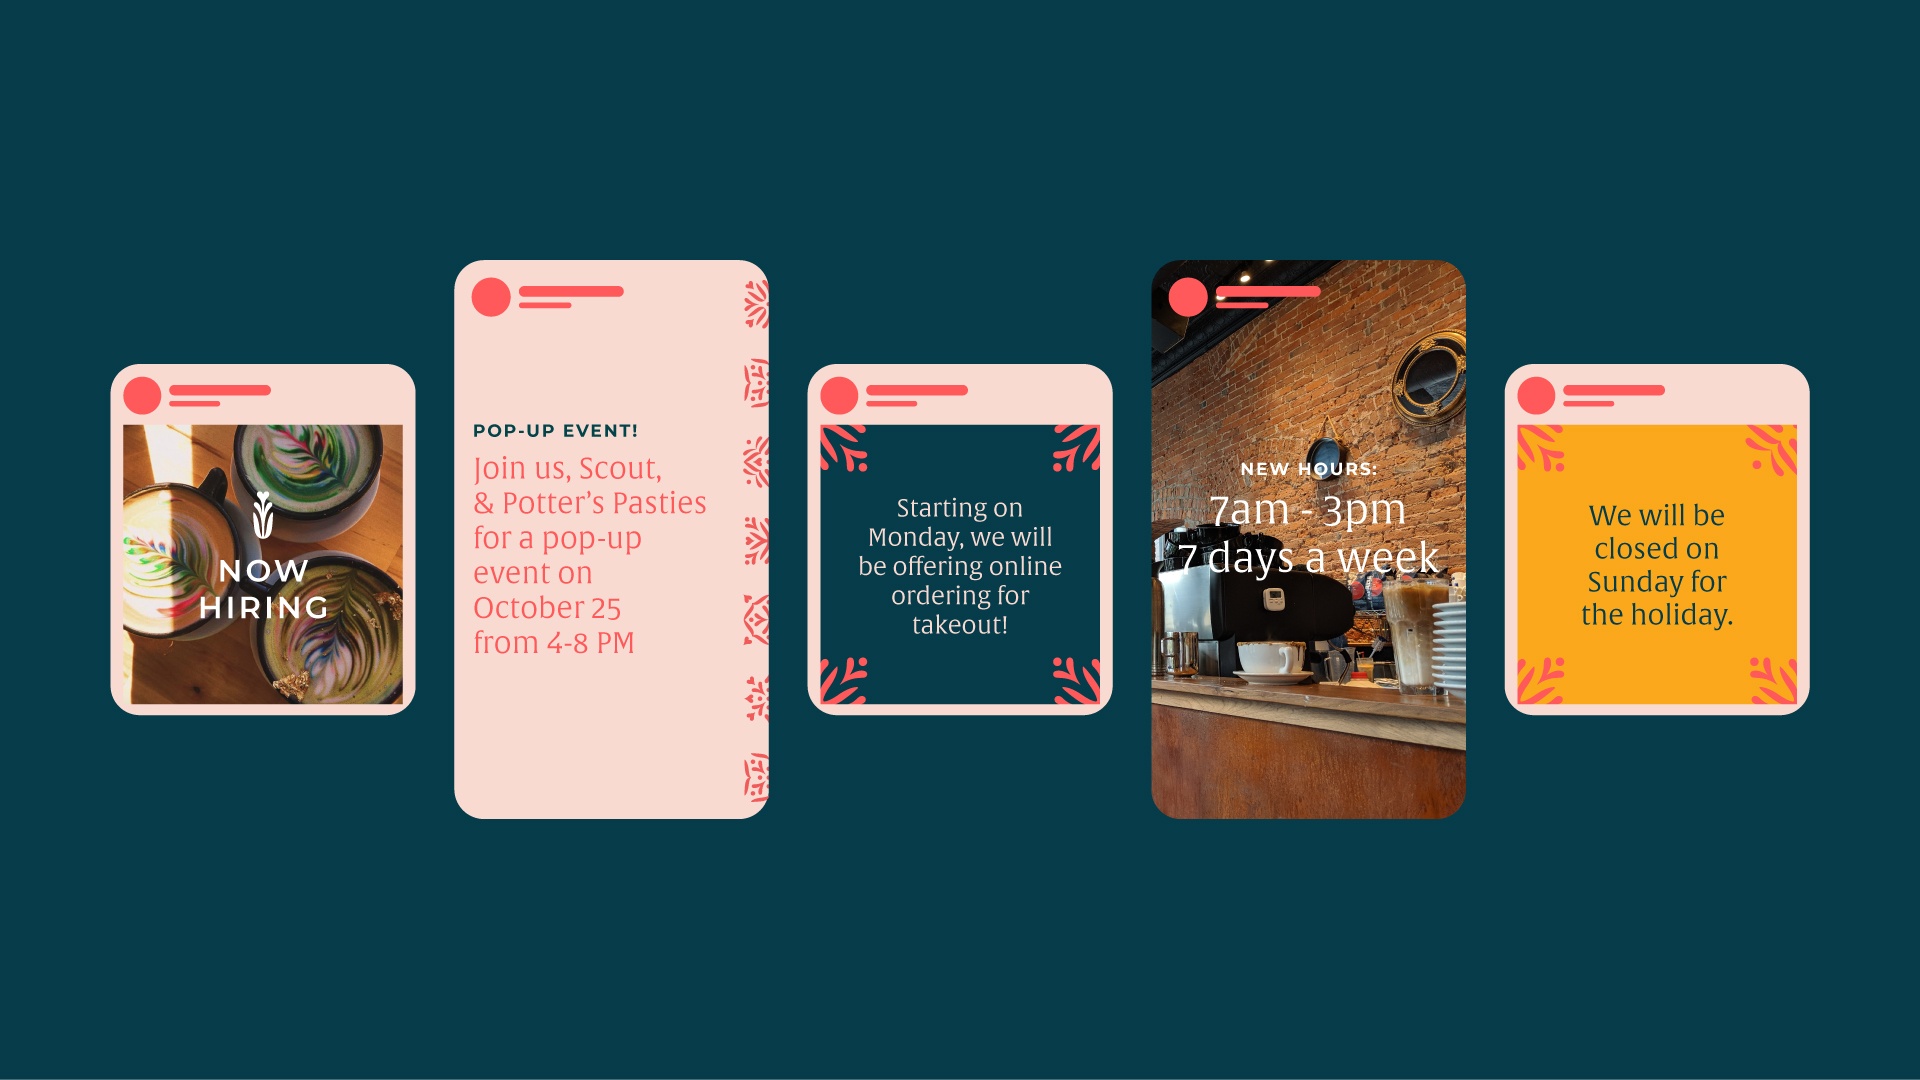 NOW
HIRING
POP-UP EVENT!
Join us, Scout,
& Potter’s Pasties
for a pop-up
event on
October 25
from 4-8 PM
Starting on
Monday, we will
be offering online
ordering for
takeout!
NEW HOURS:
7am - 3pm
7 days a week
We will be
closed on
Sunday for
the holiday.